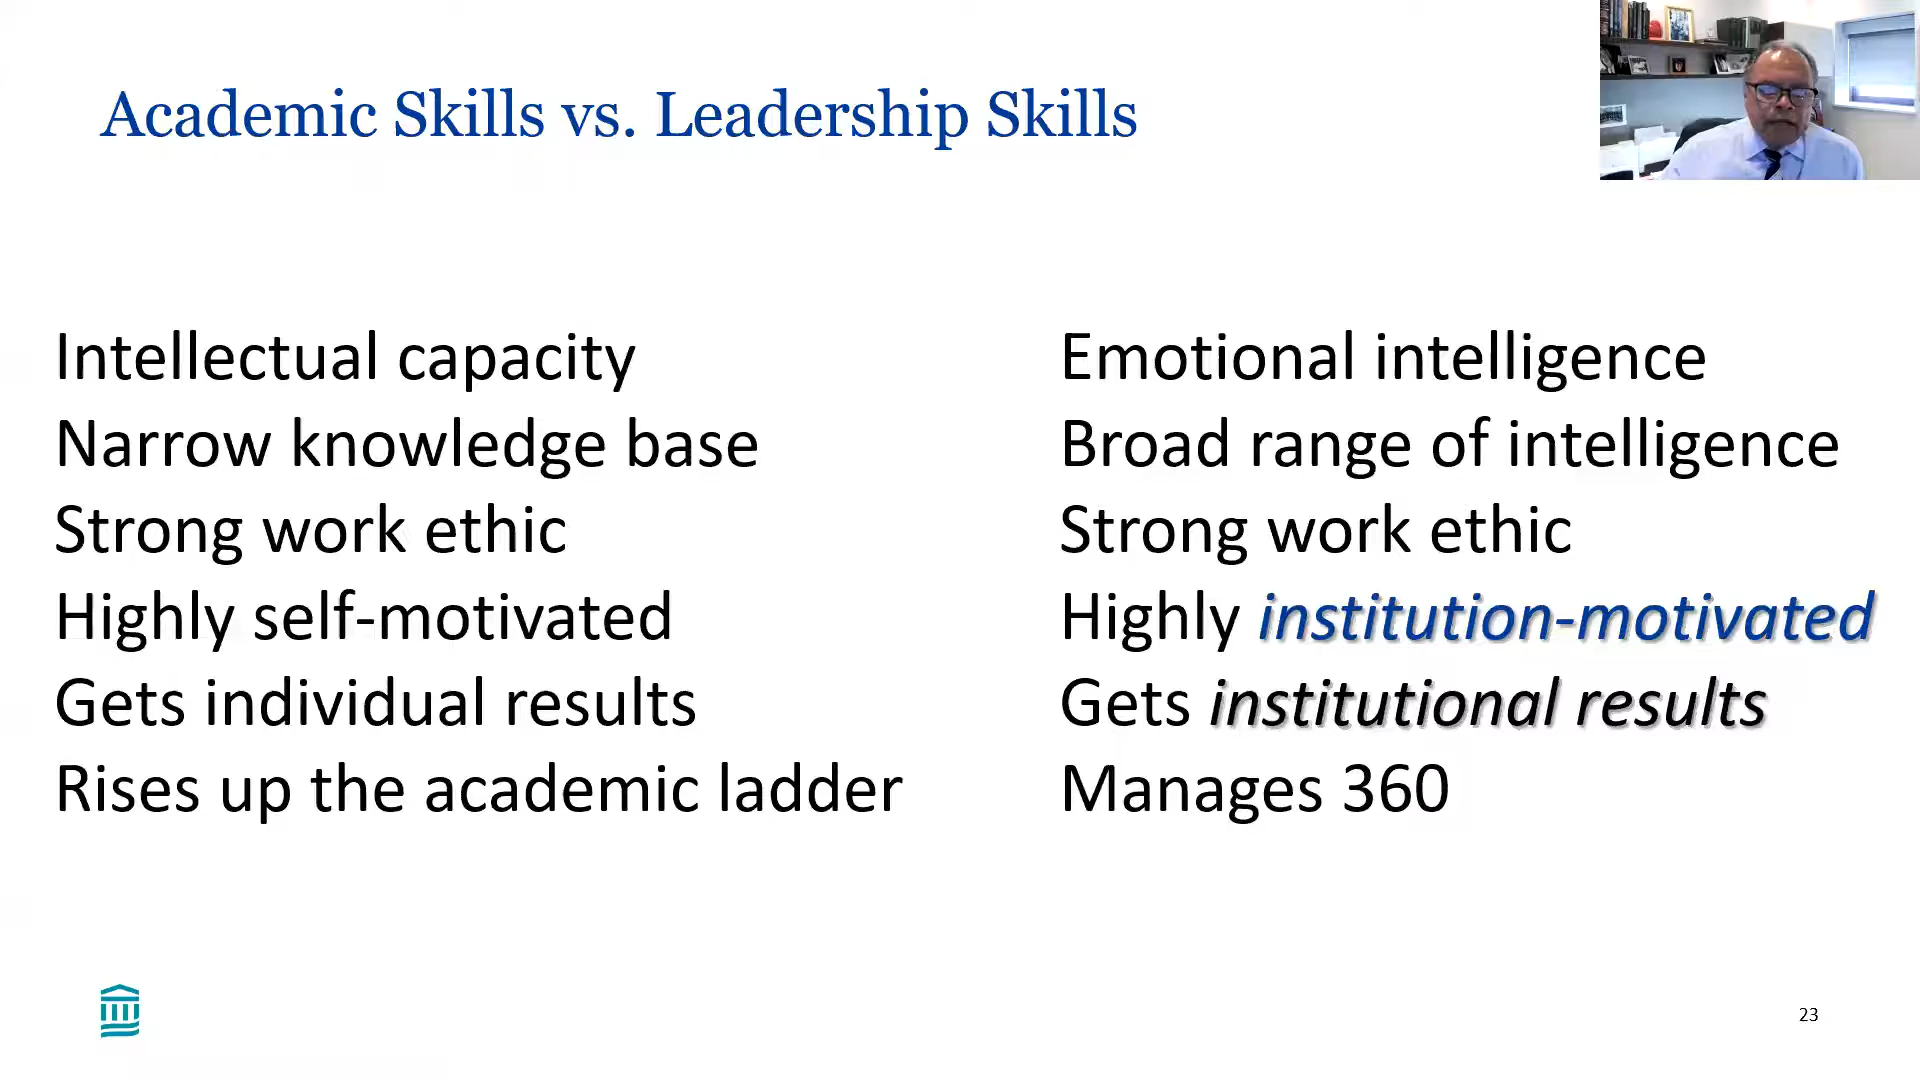 Academic Skills vs. Leadership Skills
Intellectual capacity
Narrow knowledge base
Strong work ethic
Highly self-motivated
Gets individual results
Rises up the academic ladder
Emotional intelligence
Broad range of intelligence
Strong work ethic
Highly institution-motivated
Gets institutional results
Manages 360
23